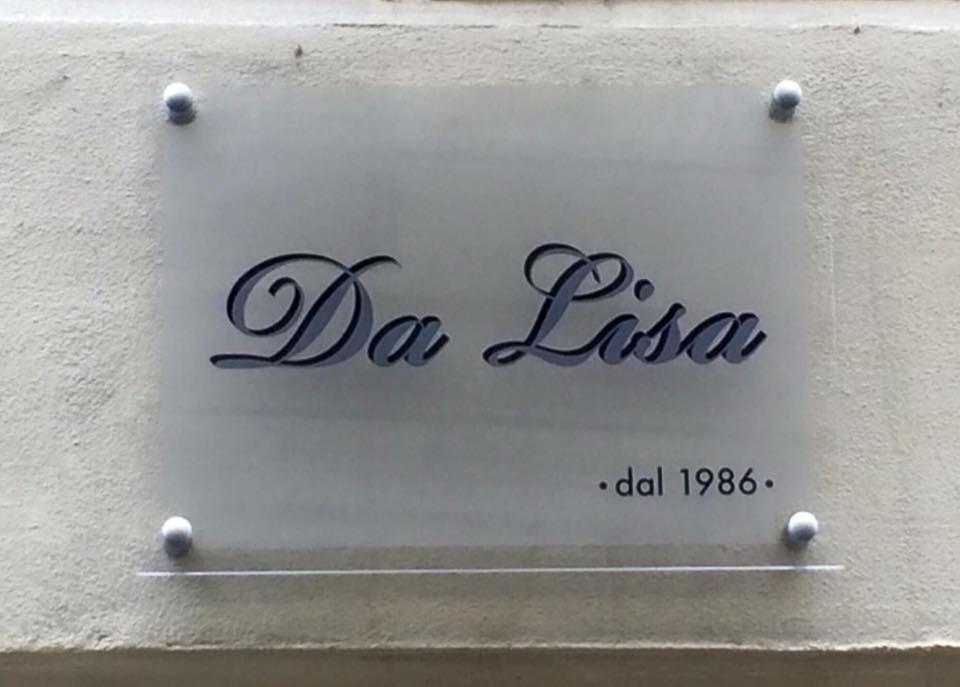 Da Lisa
• dal 1986 •